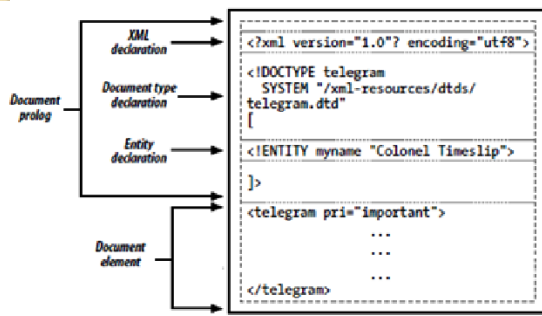 XML
declaration
Document type
declaration
Document
prolog
Entity
declaration
Document
element
<?xml version="1.0"? encoding="utf8">
<!DOCTYPE telegram
SYSTEM "/xml-resources/dtds/
telegram.dtd"
[
<!ENTITY myname "Colonel Timeslip">
]>
<telegram pri="important">
...
...
...
</telegram>